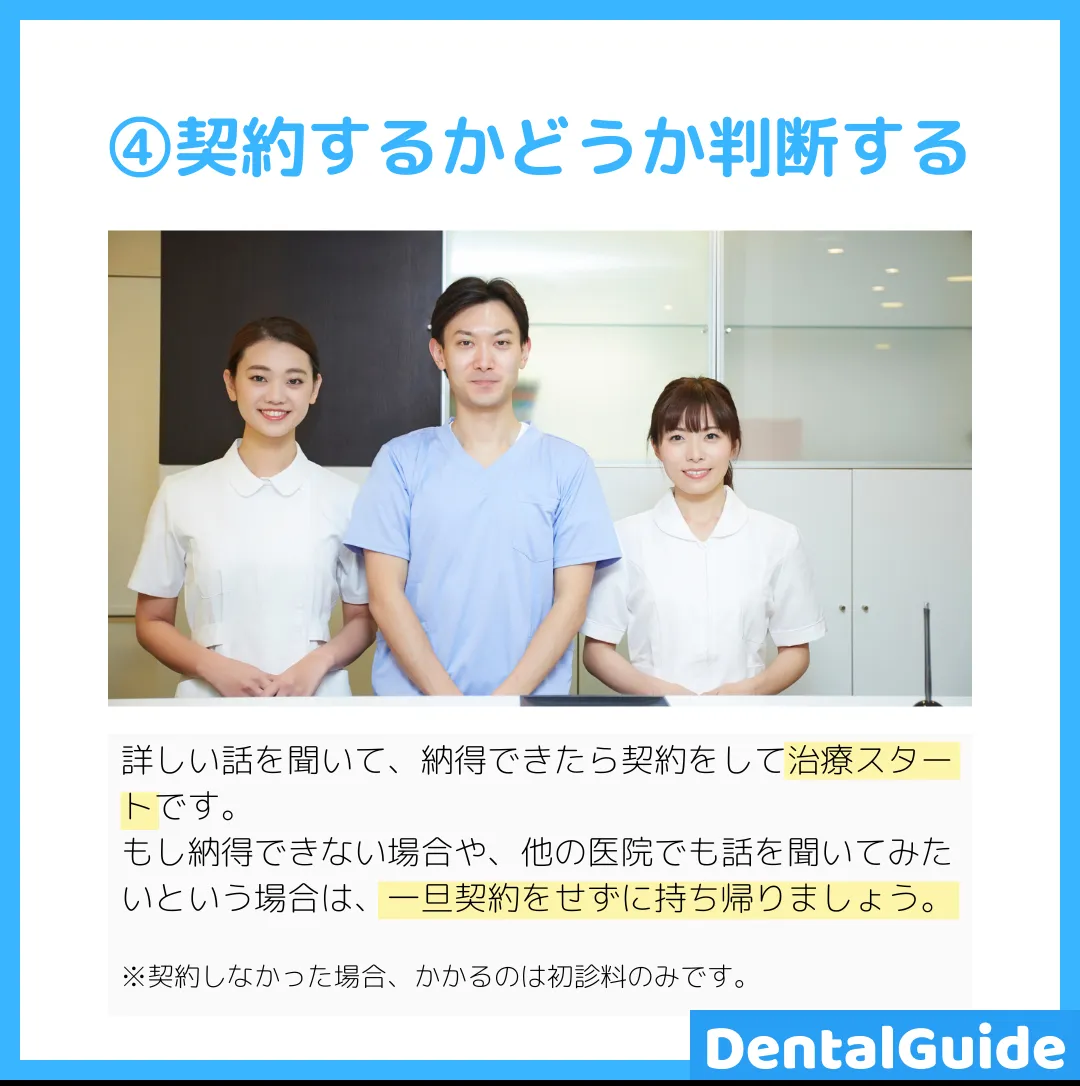 ④契約するかどうか判断する
詳しい話を聞いて、納得できたら契約をして治療スター
トです。
もし納得できない場合や、他の医院でも話を聞いてみた
いという場合は、一旦契約をせずに持ち帰りましょう。
※契約しなかった場合、かかるのは初診料のみです。
DentalGuide